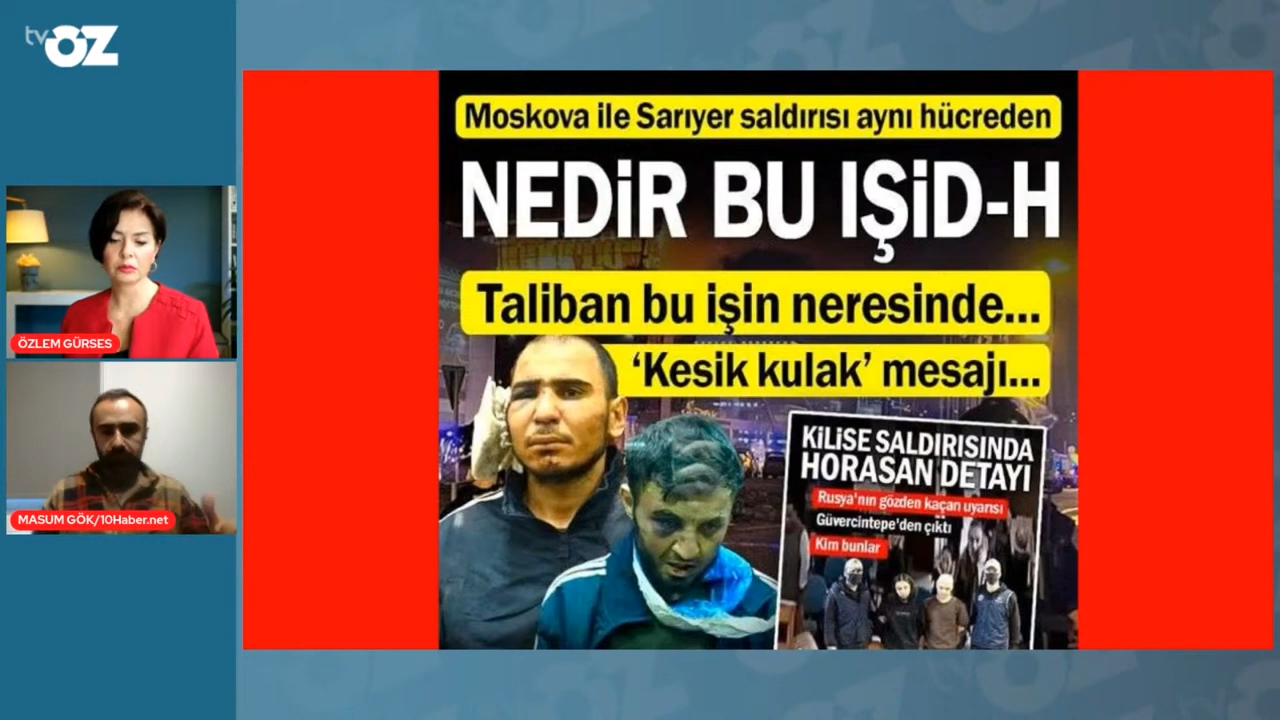 tv ÖZ
ÖZLEM GÜRSES
MASUM GÖK/10Haber.net
Moskova ile Sarıyer saldırısı aynı hücreden
NEDİR BU IŞİD-H
Taliban bu işin neresinde...
'Kesik kulak' mesajı...
KİLİSE SALDIRISINDA
HORASAN DETAYI
Rusya'nın gözden kaçan uyarısı
Güvercintepe'den çıktı
Kim bunlar